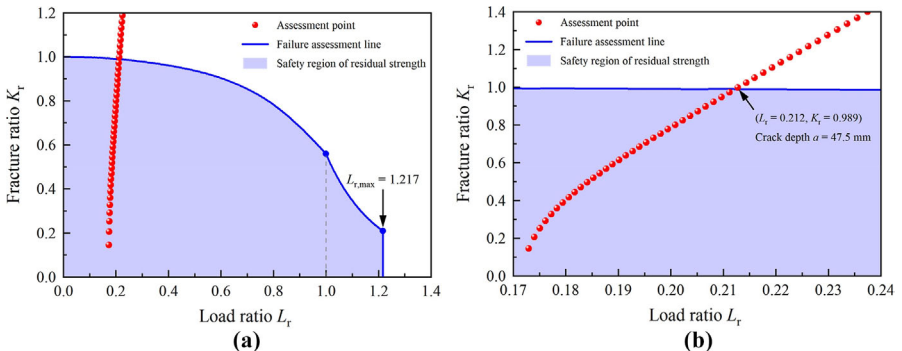 1.2
1.0
0.8
0.6
0.4
0.2
0.0
Fracture ratio Kr
Assessment point
Failure assessment line
Safety region of residual strength
Lr,max = 1.217
0.0 0.2 0.4 0.6 0.8 1.0 1.2 1.4
Load ratio Lr
(a)
1.4
1.2
1.0
0.8
0.6
0.4
0.2
0.0
Fracture ratio Kr
Assessment point
Failure assessment line
Safety region of residual strength
(Lr = 0.212, Kr = 0.989)
Crack depth a = 47.5 mm
0.17 0.18 0.19 0.20 0.21 0.22 0.23 0.24
Load ratio Lr
(b)